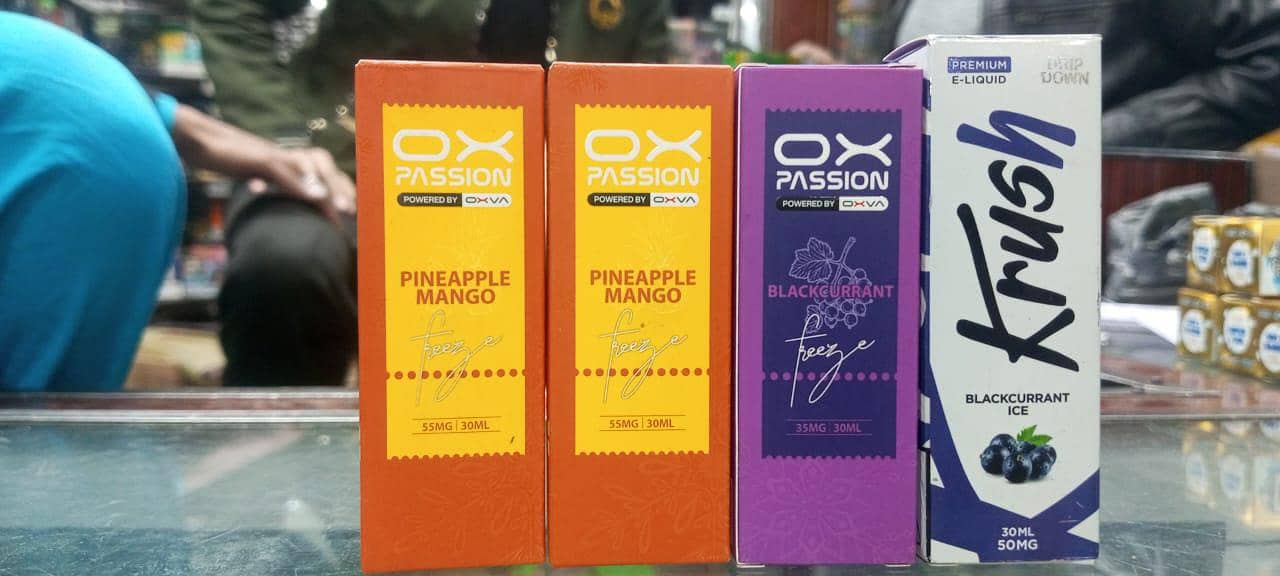 OX
PASSION
POWERED BY OXVA
PINEAPPLE
MANGO
freeze
55MG | 30ML
OX
PASSION
POWERED BY OXVA
PINEAPPLE
MANGO
freeze
55MG | 30ML
OX
PASSION
POWERED BY OXVA
BLACKCURRANT
freeze
35MG | 30ML
PREMIUM
E-LIQUID
DRIP
DOWN
Krush
BLACKCURRANT
ICE
30ML
50MG